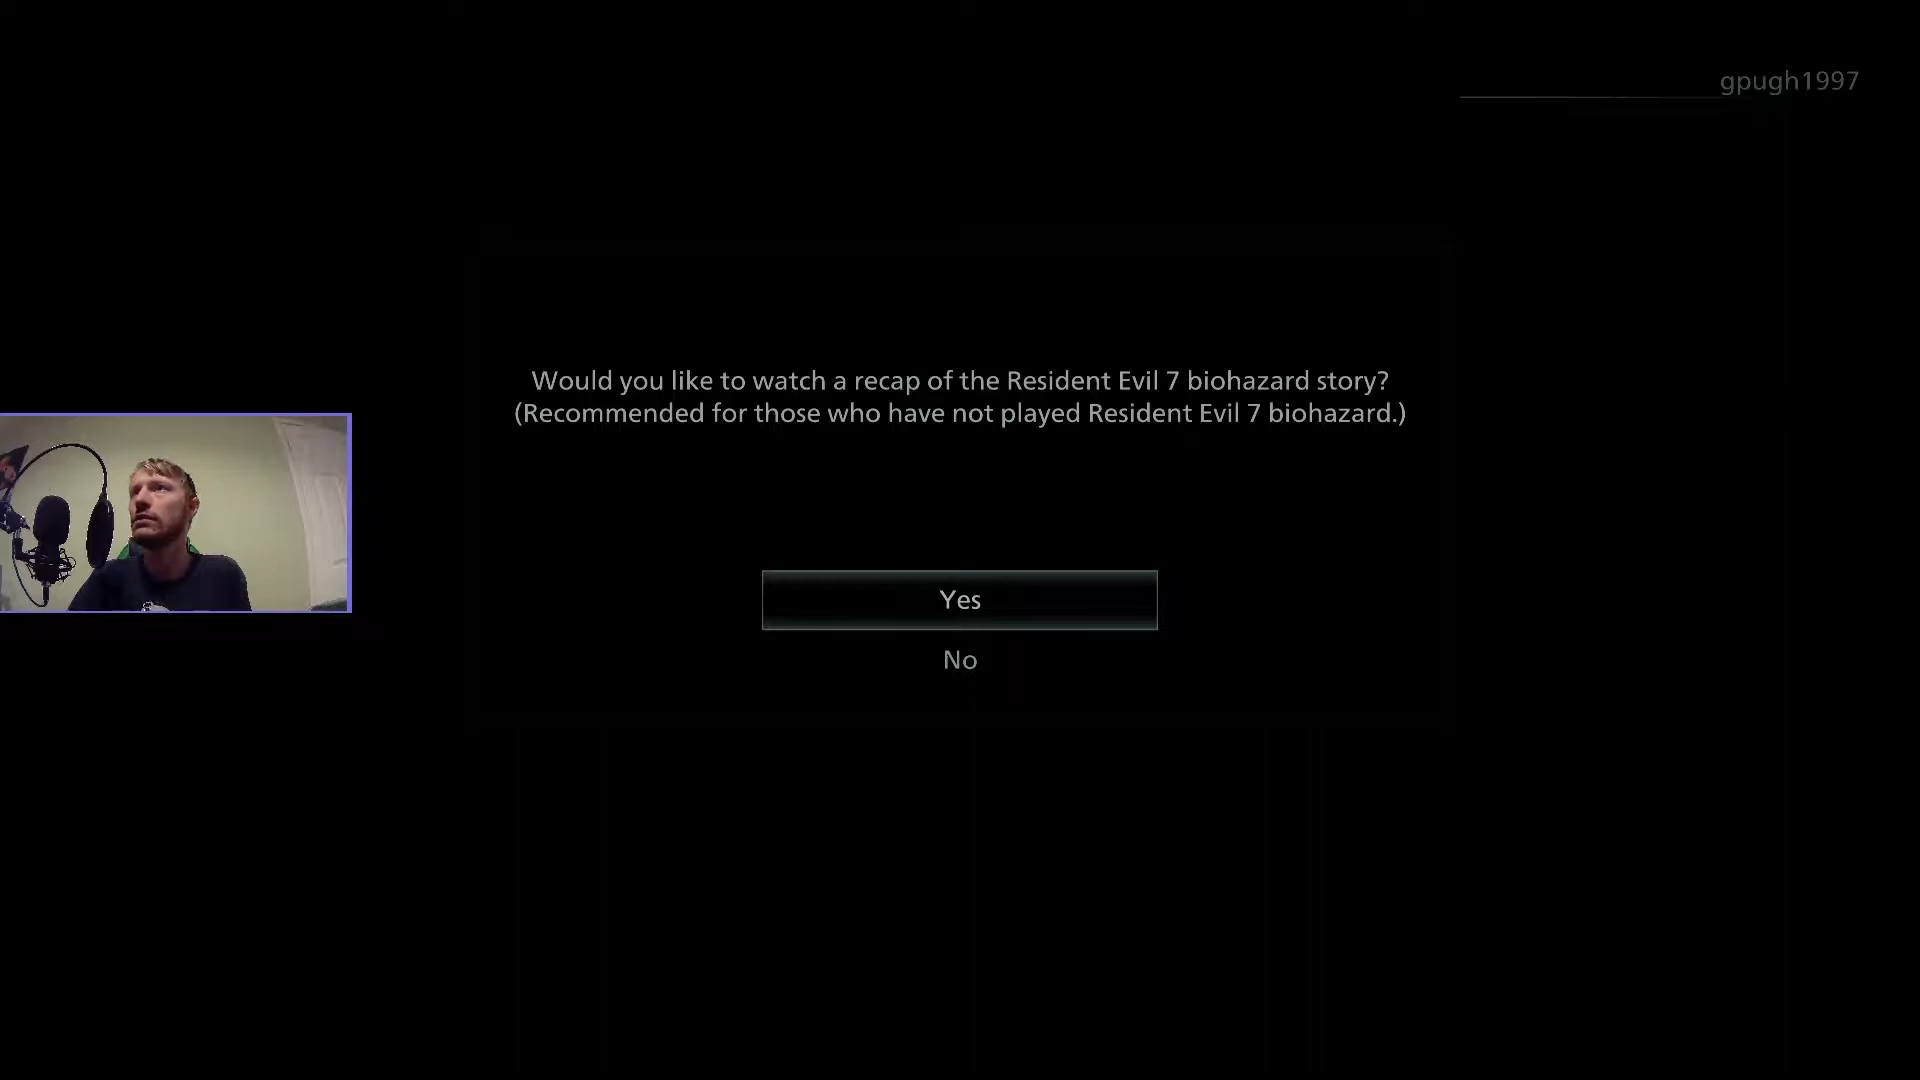 gpugh1997
Would you like to watch a recap of the Resident Evil 7 biohazard story?
(Recommended for those who have not played Resident Evil 7 biohazard.)
Yes
No